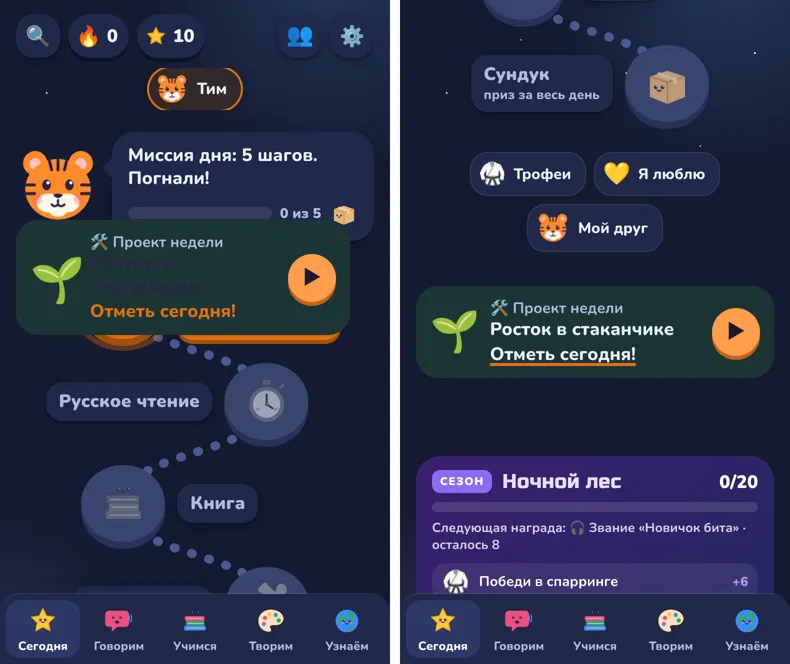 0
10
Тим
Миссия дня: 5 шагов.
Погнали!
0 из 5
Проект недели
Росток в
стаканчике
Отметь сегодня!
Русское чтение
Книга
Сегодня
Говорим
Учимся
Творим
Узнаём
Сундук
приз за весь день
Трофеи
Я люблю
Мой друг
Проект недели
Росток в стаканчике
Отметь сегодня!
СЕЗОН
Ночной лес
0/20
Следующая награда: 🎧 Звание «Новичок бита» ·
осталось 8
Победи в спарринге
+6
Сегодня
Говорим
Учимся
Творим
Узнаём